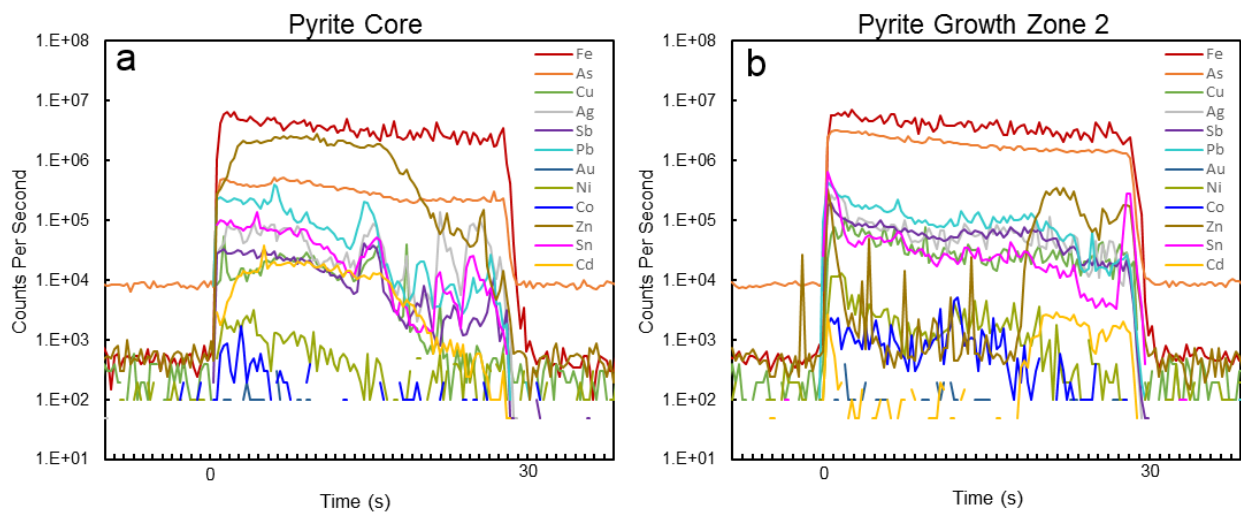 Pyrite Core
a
1.E+08
1.E+07
1.E+06
1.E+05
1.E+04
1.E+03
1.E+02
1.E+01
Counts Per Second
Fe
As
Cu
Ag
Sb
Pb
Au
Ni
Co
Zn
Sn
Cd
0
30
Time (s)
Pyrite Growth Zone 2
b
1.E+08
1.E+07
1.E+06
1.E+05
1.E+04
1.E+03
1.E+02
1.E+01
Counts Per Second
Fe
As
Cu
Ag
Sb
Pb
Au
Ni
Co
Zn
Sn
Cd
0
30
Time (s)